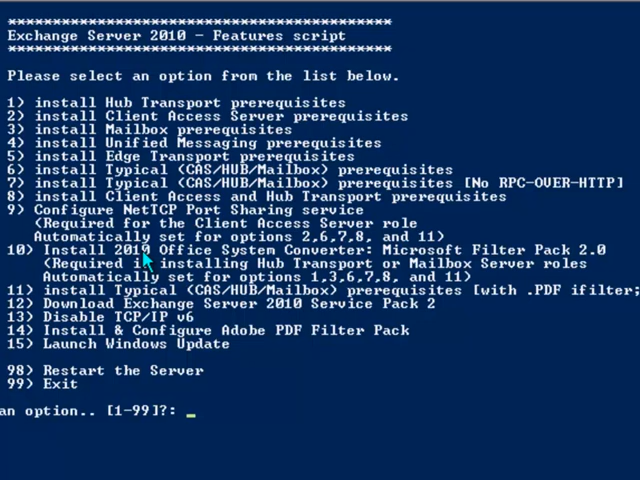 *******************************************
Exchange Server 2010 - Features script
*******************************************
Please select an option from the list below.
1) install Hub Transport prerequisites
2) install Client Access Server prerequisites
3) install Mailbox prerequisites
4) install Unified Messaging prerequisites
5) install Edge Transport prerequisites
6) install Typical (CAS/HUB/Mailbox) prerequisites
7) install Typical (CAS/HUB/Mailbox) prerequisites [No RPC-OVER-HTTP]
8) install Client Access and Hub Transport prerequisites
9) Configure NetTCP Port Sharing service
(Required for the Client Access Server role
Automatically set for options 2,6,7,8, and 11)
10) Install 2010 Office System Converter: Microsoft Filter Pack 2.0
(Required if installing Hub Transport or Mailbox Server roles
Automatically set for options 1,3,6,7,8, and 11)
11) install Typical (CAS/HUB/Mailbox) prerequisites [with .PDF ifilter;
12) Download Exchange Server 2010 Service Pack 2
13) Disable TCP/IP v6
14) Install & Configure Adobe PDF Filter Pack
15) Launch Windows Update
98) Restart the Server
99) Exit
an option.. [1-99]?: _